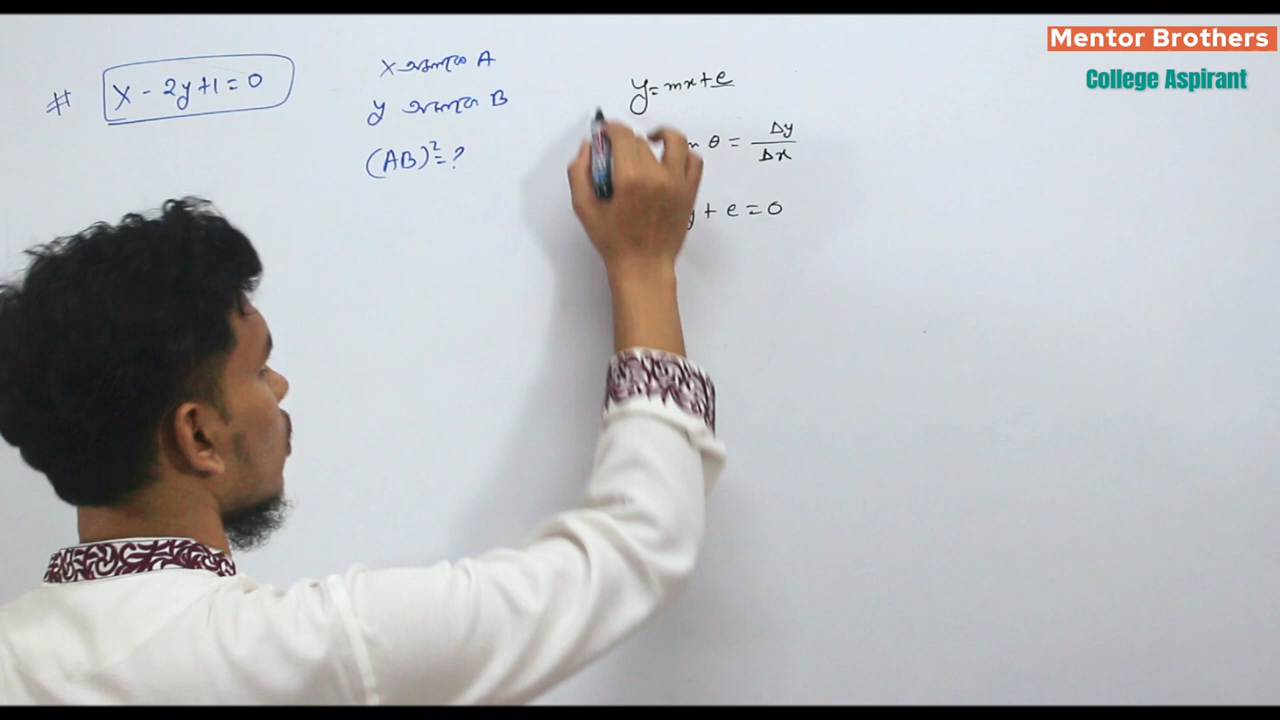 Mentor Brothers
College Aspirant
# x - 2y+1=0
x অক্ষকে A
y অক্ষকে B
(AB)²=?
y=mx+c
θ = Δy/Δx
y + c = 0